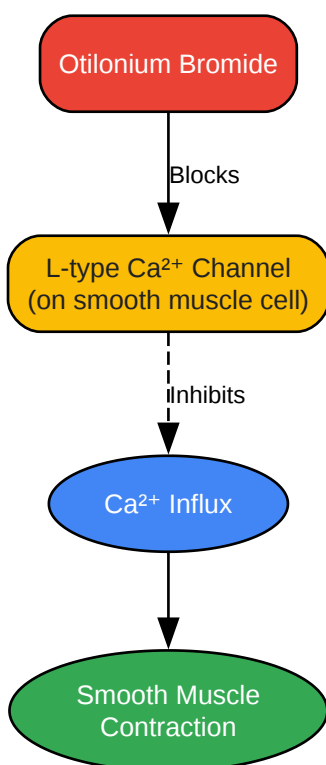 Otilonium Bromide
Blocks
L-type Ca²⁺ Channel
(on smooth muscle cell)
Inhibits
Ca²⁺ Influx
Smooth Muscle
Contraction